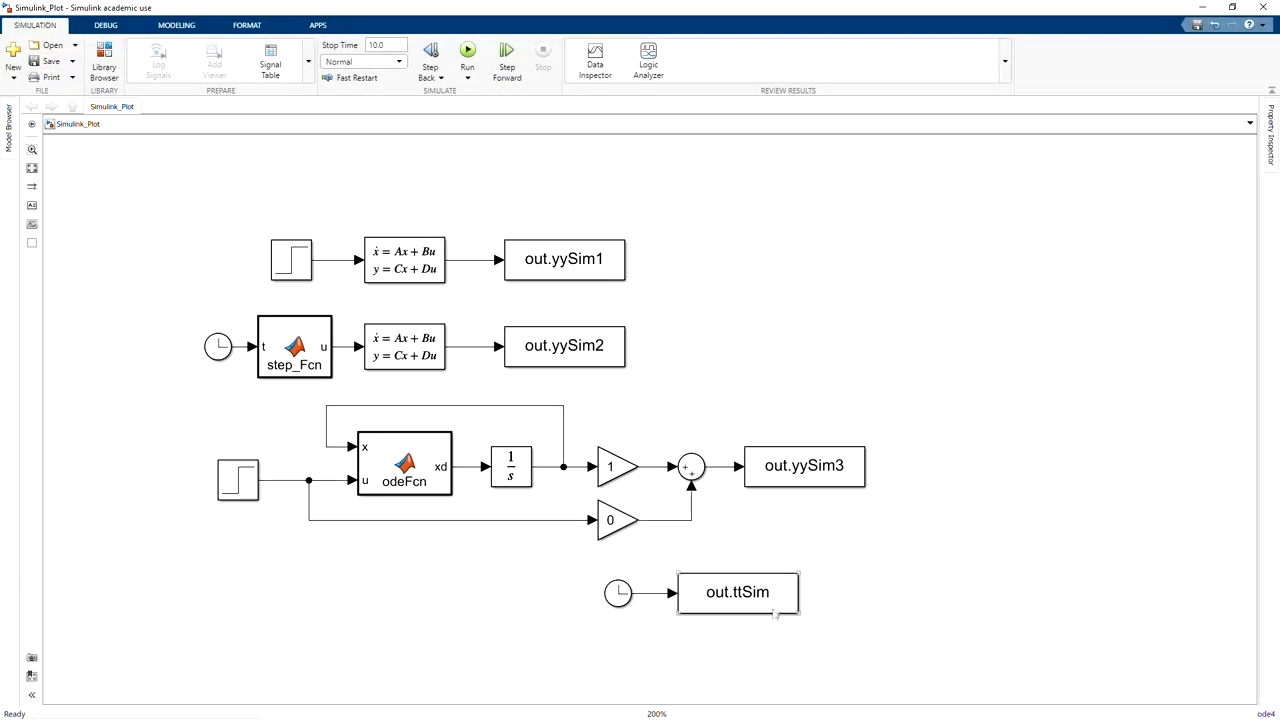 Simulink_Plot - Simulink academic use
SIMULATION DEBUG MODELING FORMAT APPS
New
Open
Save
Print
FILE
Library Browser
LIBRARY
Log Signals
Add Viewer
Signal Table
PREPARE
Stop Time 10.0
Normal
Fast Restart
Step Back
Run
Step Forward
Stop
SIMULATE
Data Inspector
Logic Analyzer
REVIEW RESULTS
Model Browser
Simulink_Plot
Simulink_Plot
Property Inspector
ẋ = Ax + Bu
y = Cx + Du
out.yySim1
t u
step_Fcn
ẋ = Ax + Bu
y = Cx + Du
out.yySim2
x
u
xd
odeFcn
1
s
1
+
+
out.yySim3
0
out.ttSim
Ready
200%
ode4